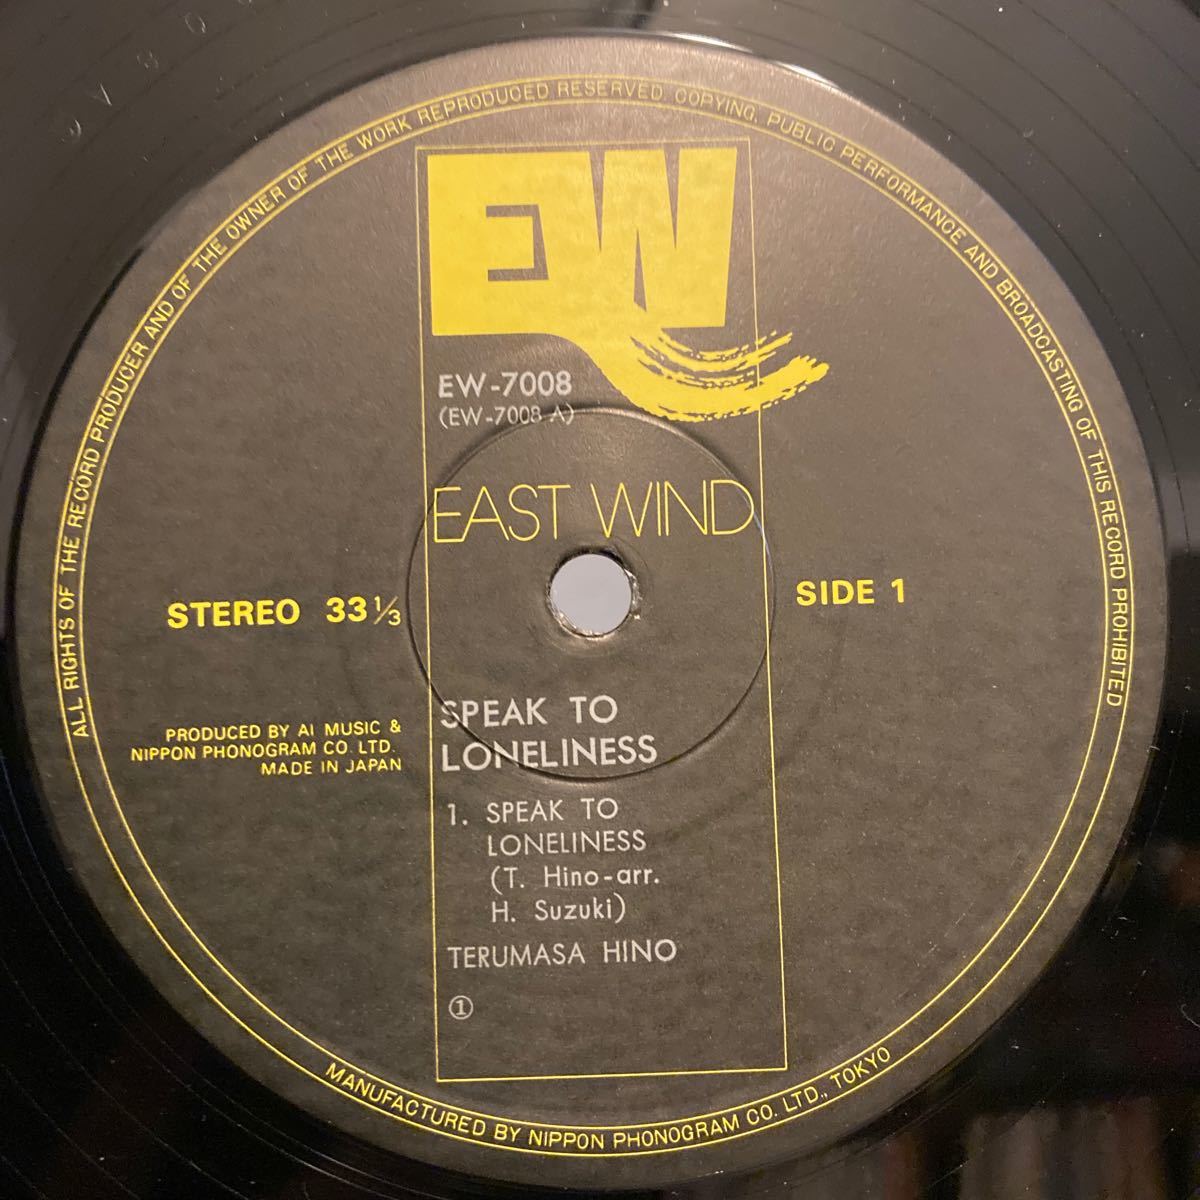 ALL RIGHTS OF THE RECORD PRODUCER AND OF THE OWNER OF THE WORK REPRODUCED RESERVED. COPYING, PUBLIC PERFORMANCE AND BROADCASTING OF THIS RECORD PROHIBITED
EW
EW-7008
(EW-7008 A)
EAST WIND
STEREO 33 1/3
SIDE 1
PRODUCED BY AI MUSIC &
NIPPON PHONOGRAM CO. LTD.
MADE IN JAPAN
SPEAK TO
LONELINESS
1. SPEAK TO
LONELINESS
(T. Hino-arr.
H. Suzuki)
TERUMASA HINO
①
MANUFACTURED BY NIPPON PHONOGRAM CO. LTD., TOKYO